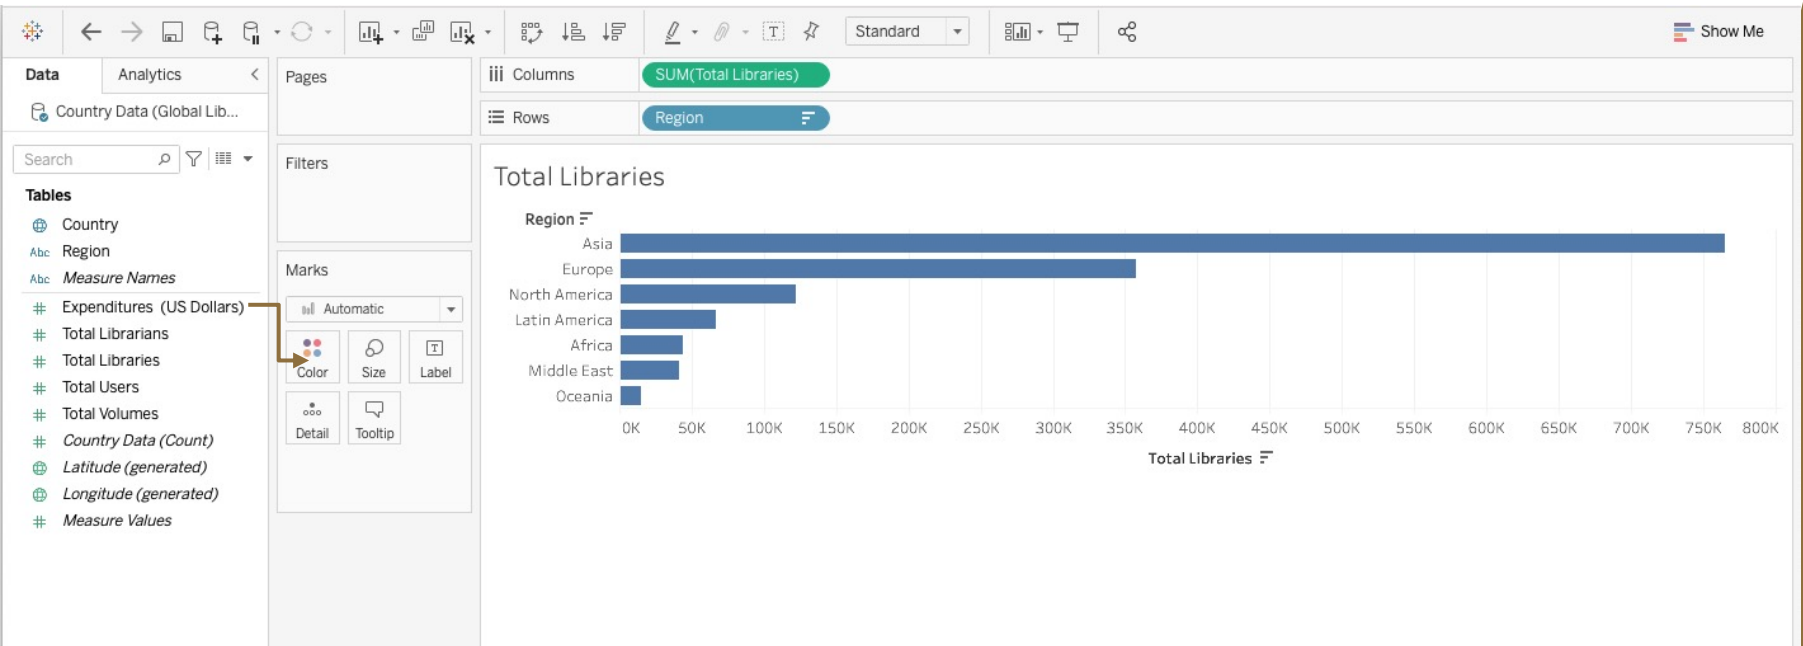 Standard
Show Me
Data
Analytics
Country Data (Global Lib...
Search
Tables
Country
Abc Region
Abc Measure Names
Expenditures (US Dollars)
Total Librarians
Total Libraries
Total Users
Total Volumes
Country Data (Count)
Latitude (generated)
Longitude (generated)
Measure Values
Pages
Filters
Marks
Automatic
Color
Size
T
Label
Detail
Tooltip
Columns
SUM(Total Libraries)
Rows
Region
Total Libraries
Region
Asia
Europe
North America
Latin America
Africa
Middle East
Oceania
0K 50K 100K 150K 200K 250K 300K 350K 400K 450K 500K 550K 600K 650K 700K 750K 800K
Total Libraries